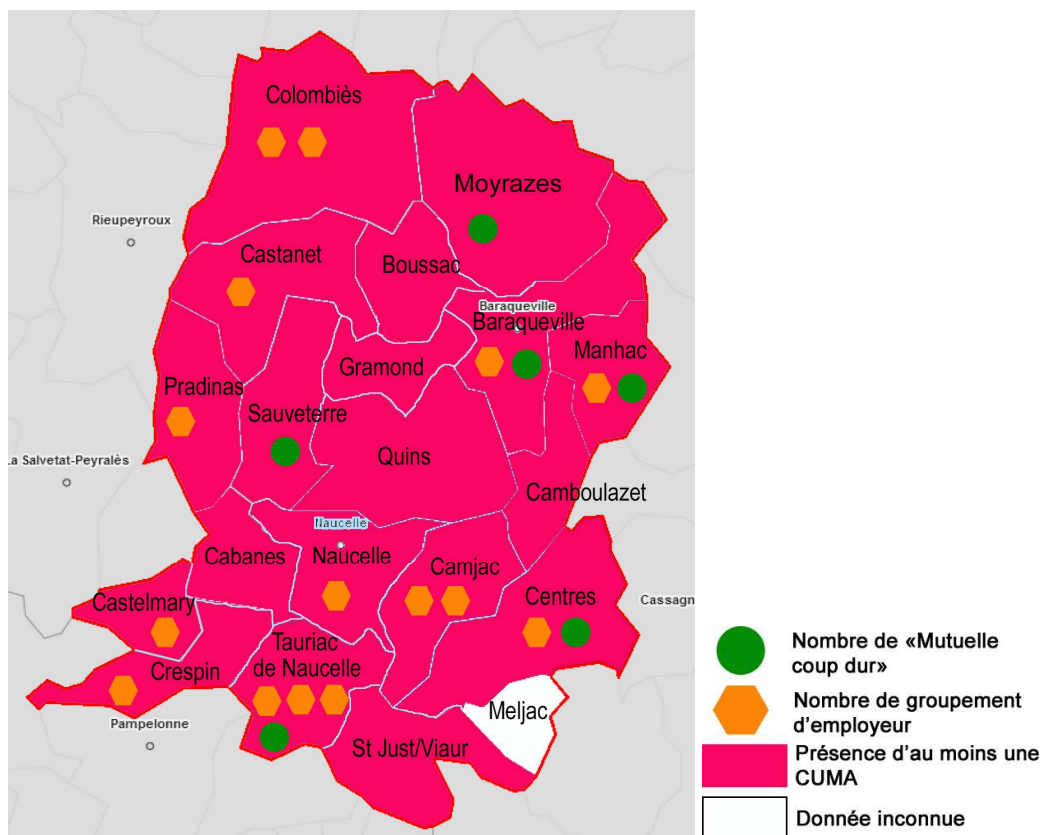 Colombiès
Moyrazes
Rieupeyroux
Castanet
Boussac
Baraqueville
Baraqueville
Manhac
Gramond
Pradinas
Sauveterre
Quins
La Salvetat-Peyralès
Camboulazet
Naucelle
Naucelle
Cabanes
Camjac
Castelmary
Centres
Cassagn
Tauriac
de Naucelle
Crespin
Pampelonne
Meljac
St Just/Viaur
Nombre de «Mutuelle
coup dur»
Nombre de groupement
d'employeur
Présence d'au moins une
CUMA
Donnée inconnue